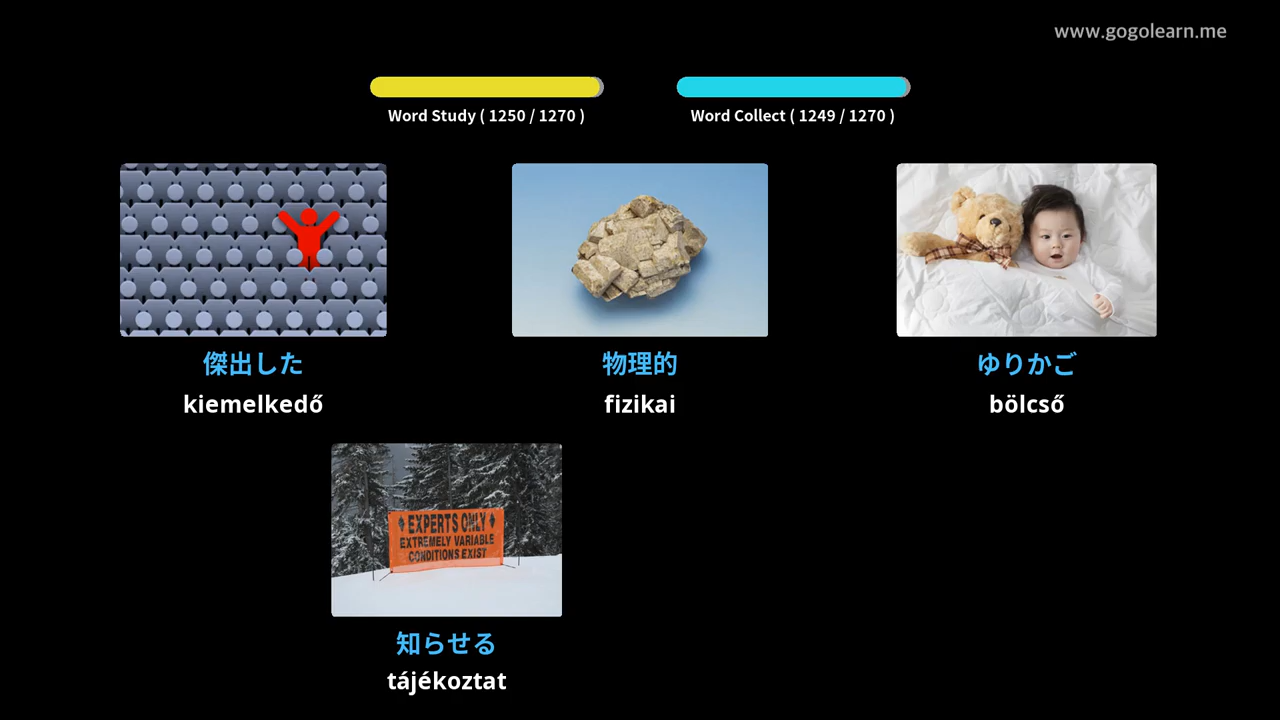 www.gogolearn.me
Word Study ( 1250 / 1270 )
Word Collect ( 1249 / 1270 )
傑出した
kiemelkedő
物理的
fizikai
ゆりかご
bölcső
EXPERTS ONLY
EXTREMELY VARIABLE
CONDITIONS EXIST
知らせる
tájékoztat